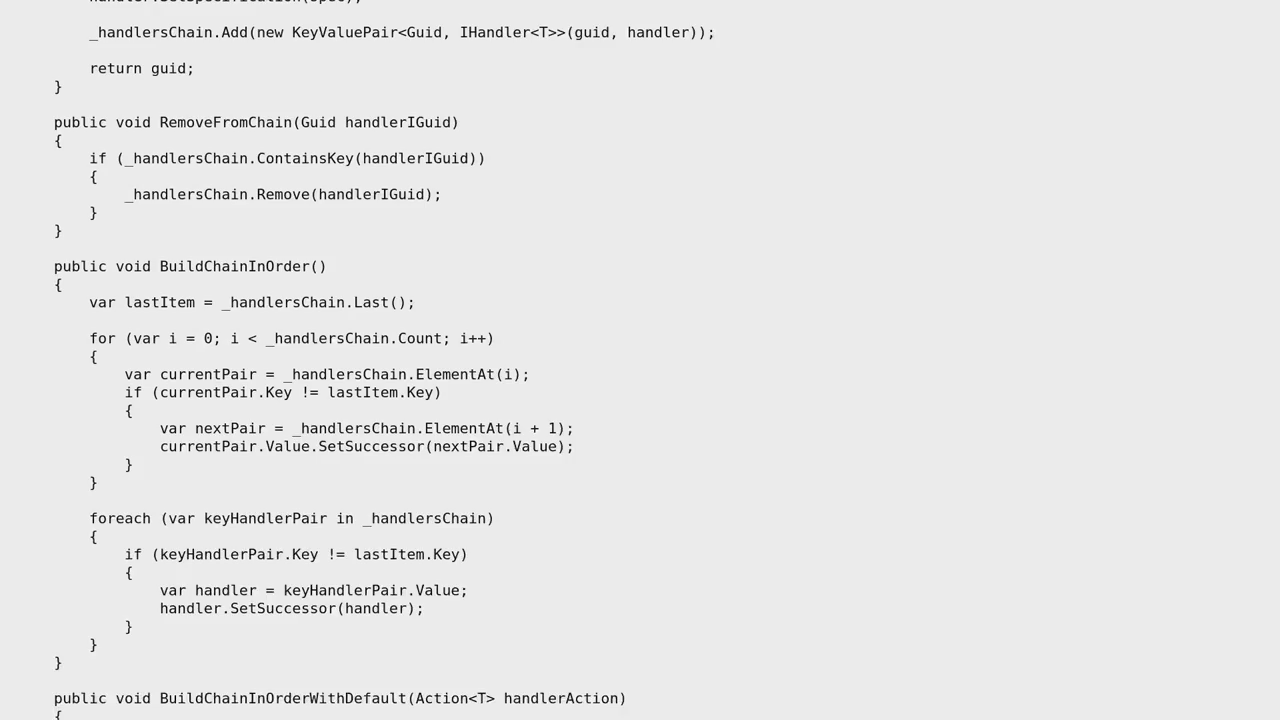 _handlersChain.Add(new KeyValuePair<Guid, IHandler<T>>(guid, handler));
return guid;
}
public void RemoveFromChain(Guid handlerIGuid)
{
if (_handlersChain.ContainsKey(handlerIGuid))
{
_handlersChain.Remove(handlerIGuid);
}
}
public void BuildChainInOrder()
{
var lastItem = _handlersChain.Last();
for (var i = 0; i < _handlersChain.Count; i++)
{
var currentPair = _handlersChain.ElementAt(i);
if (currentPair.Key != lastItem.Key)
{
var nextPair = _handlersChain.ElementAt(i + 1);
currentPair.Value.SetSuccessor(nextPair.Value);
}
}
foreach (var keyHandlerPair in _handlersChain)
{
if (keyHandlerPair.Key != lastItem.Key)
{
var handler = keyHandlerPair.Value;
handler.SetSuccessor(handler);
}
}
}
public void BuildChainInOrderWithDefault(Action<T> handlerAction)
{